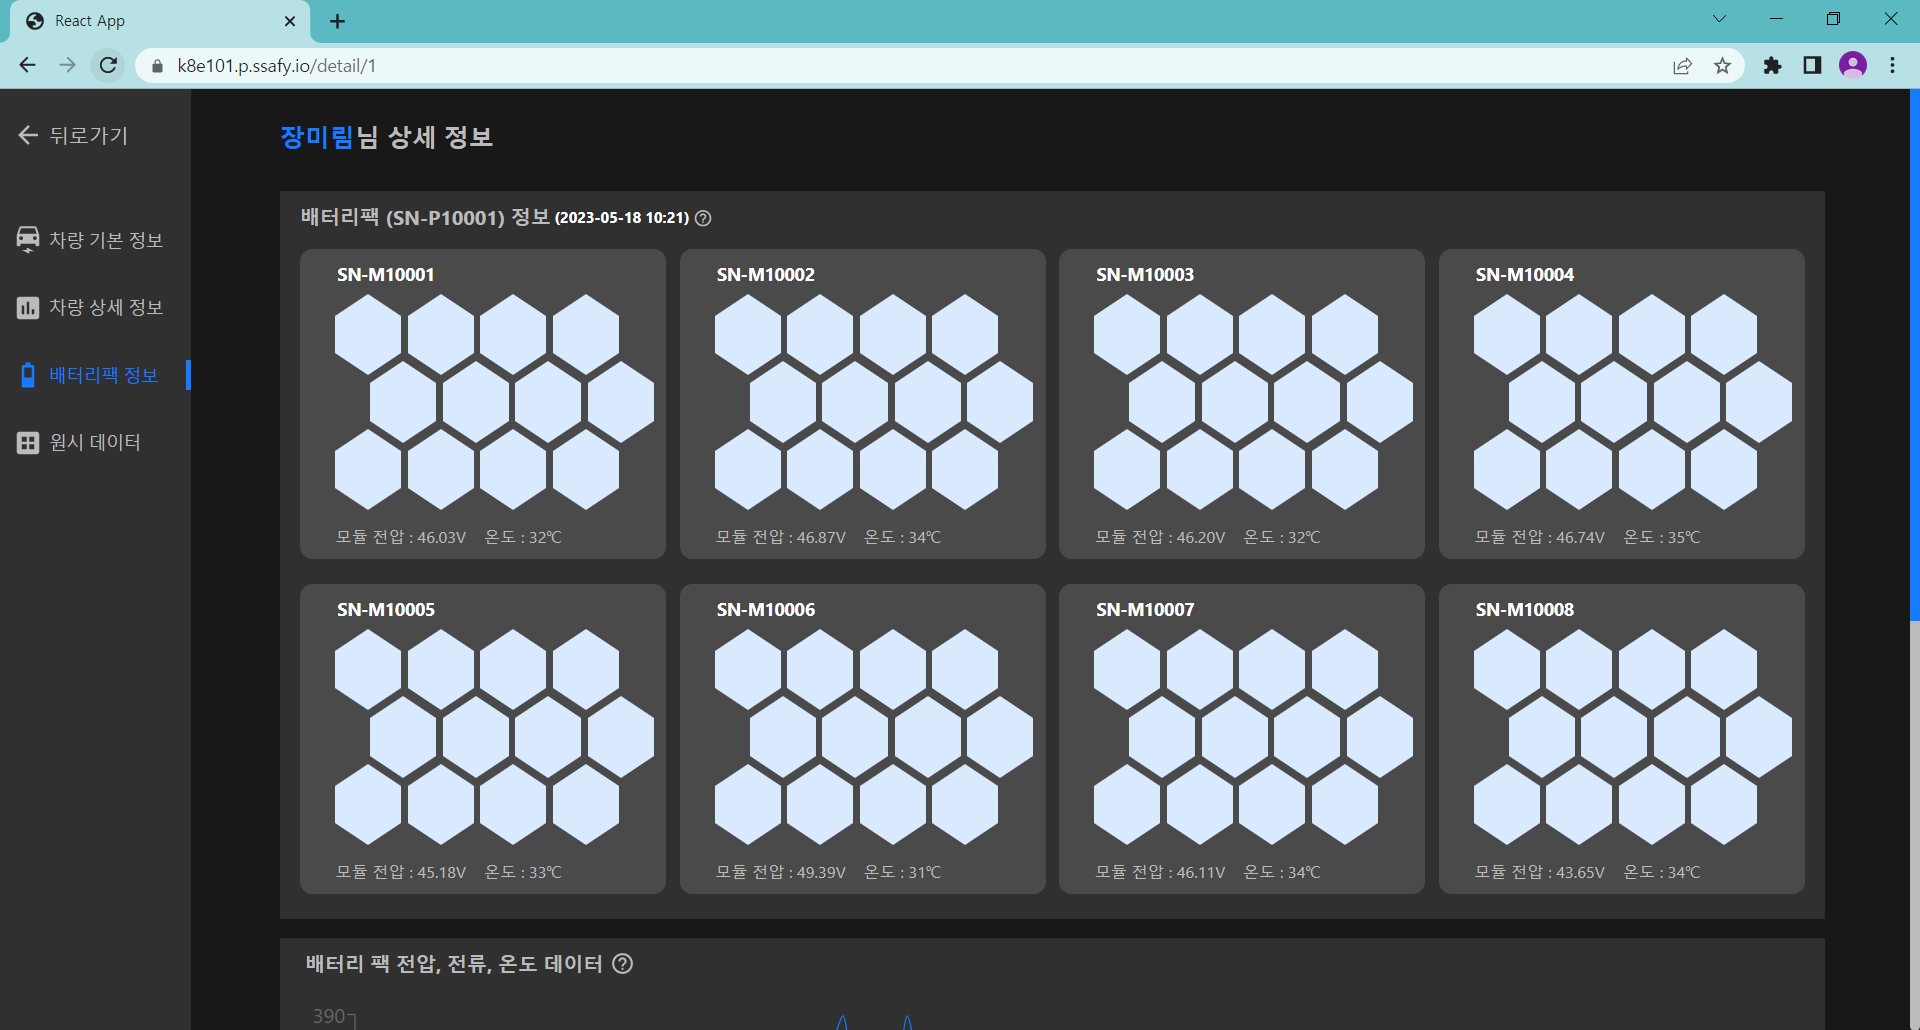 React App
k8e101.p.ssafy.io/detail/1
뒤로가기
차량 기본 정보
차량 상세 정보
배터리팩 정보
원시 데이터
장미림님 상세 정보
배터리팩 (SN-P10001) 정보 (2023-05-18 10:21)
SN-M10001
모듈 전압 : 46.03V 온도 : 32℃
SN-M10002
모듈 전압 : 46.87V 온도 : 34℃
SN-M10003
모듈 전압 : 46.20V 온도 : 32℃
SN-M10004
모듈 전압 : 46.74V 온도 : 35℃
SN-M10005
모듈 전압 : 45.18V 온도 : 33℃
SN-M10006
모듈 전압 : 49.39V 온도 : 31℃
SN-M10007
모듈 전압 : 46.11V 온도 : 34℃
SN-M10008
모듈 전압 : 43.65V 온도 : 34℃
배터리 팩 전압, 전류, 온도 데이터
390